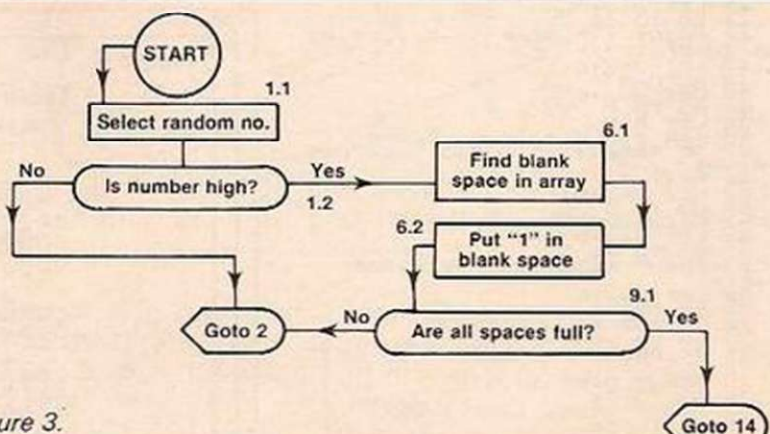 START
1.1
Select random no.
No
Is number high?
Yes
1.2
6.1
Find blank
space in array
6.2
Put "1" in
blank space
9.1
Goto 2
No
Are all spaces full?
Yes
Goto 14
ure 3.